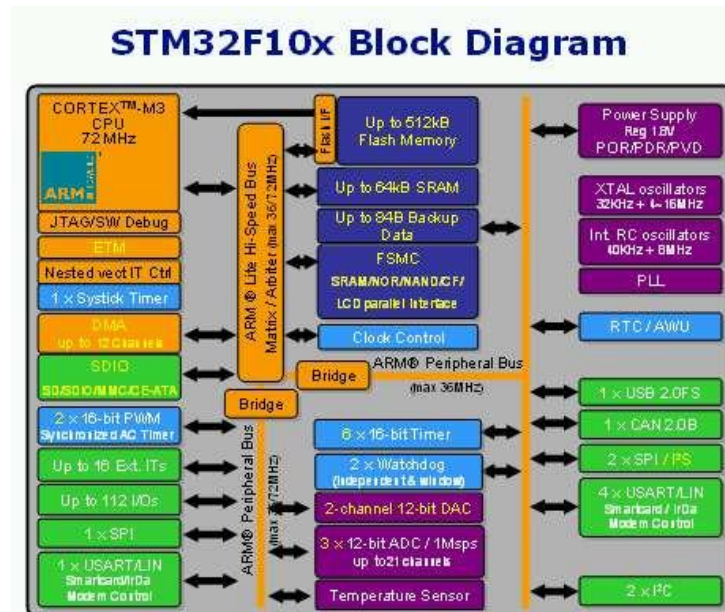 STM32F10x Block Diagram
CORTEX™-M3
CPU
72 MHz
ARM
JTAG/SW Debug
ETM
Nested vect IT Ctrl
1 x Systick Timer
DMA
up to 12 Channels
SDIO
SD/SDIO/MMC/CE-ATA
2 x 16-bit PWM
Synchronized AC Timer
Up to 16 Ext. ITs
Up to 112 I/Os
1 x SPI
1 x USART/LIN
Smartcard/IrDa
Modem Control
ARM ® Lite Hi-Speed Bus
Matrix / Arbiter (max 36/72MHz)
Flash I/F
Up to 512kB
Flash Memory
Up to 64kB SRAM
Up to 84B Backup
Data
FSMC
SRAM/NOR/NAND/CF/
LCD parallel Interface
Clock Control
ARM® Peripheral Bus
(max 36MHz)
Bridge
Bridge
ARM® Peripheral Bus
(max 36/72MHz)
6 x 16-bit Timer
2 x Watchdog
(independent & window)
2-channel 12-bit DAC
3 x 12-bit ADC / 1Msps
up to 21 channels
Temperature Sensor
Power Supply
Reg 1.8V
POR/PDR/PVD
XTAL oscillators
32KHz + 4~16MHz
Int. RC oscillators
40KHz + 8MHz
PLL
RTC / AWU
1 x USB 2.0FS
1 x CAN 2.0B
2 x SPI / I²S
4 x USART/LIN
Smartcard / IrDa
Modem Control
2 x I²C